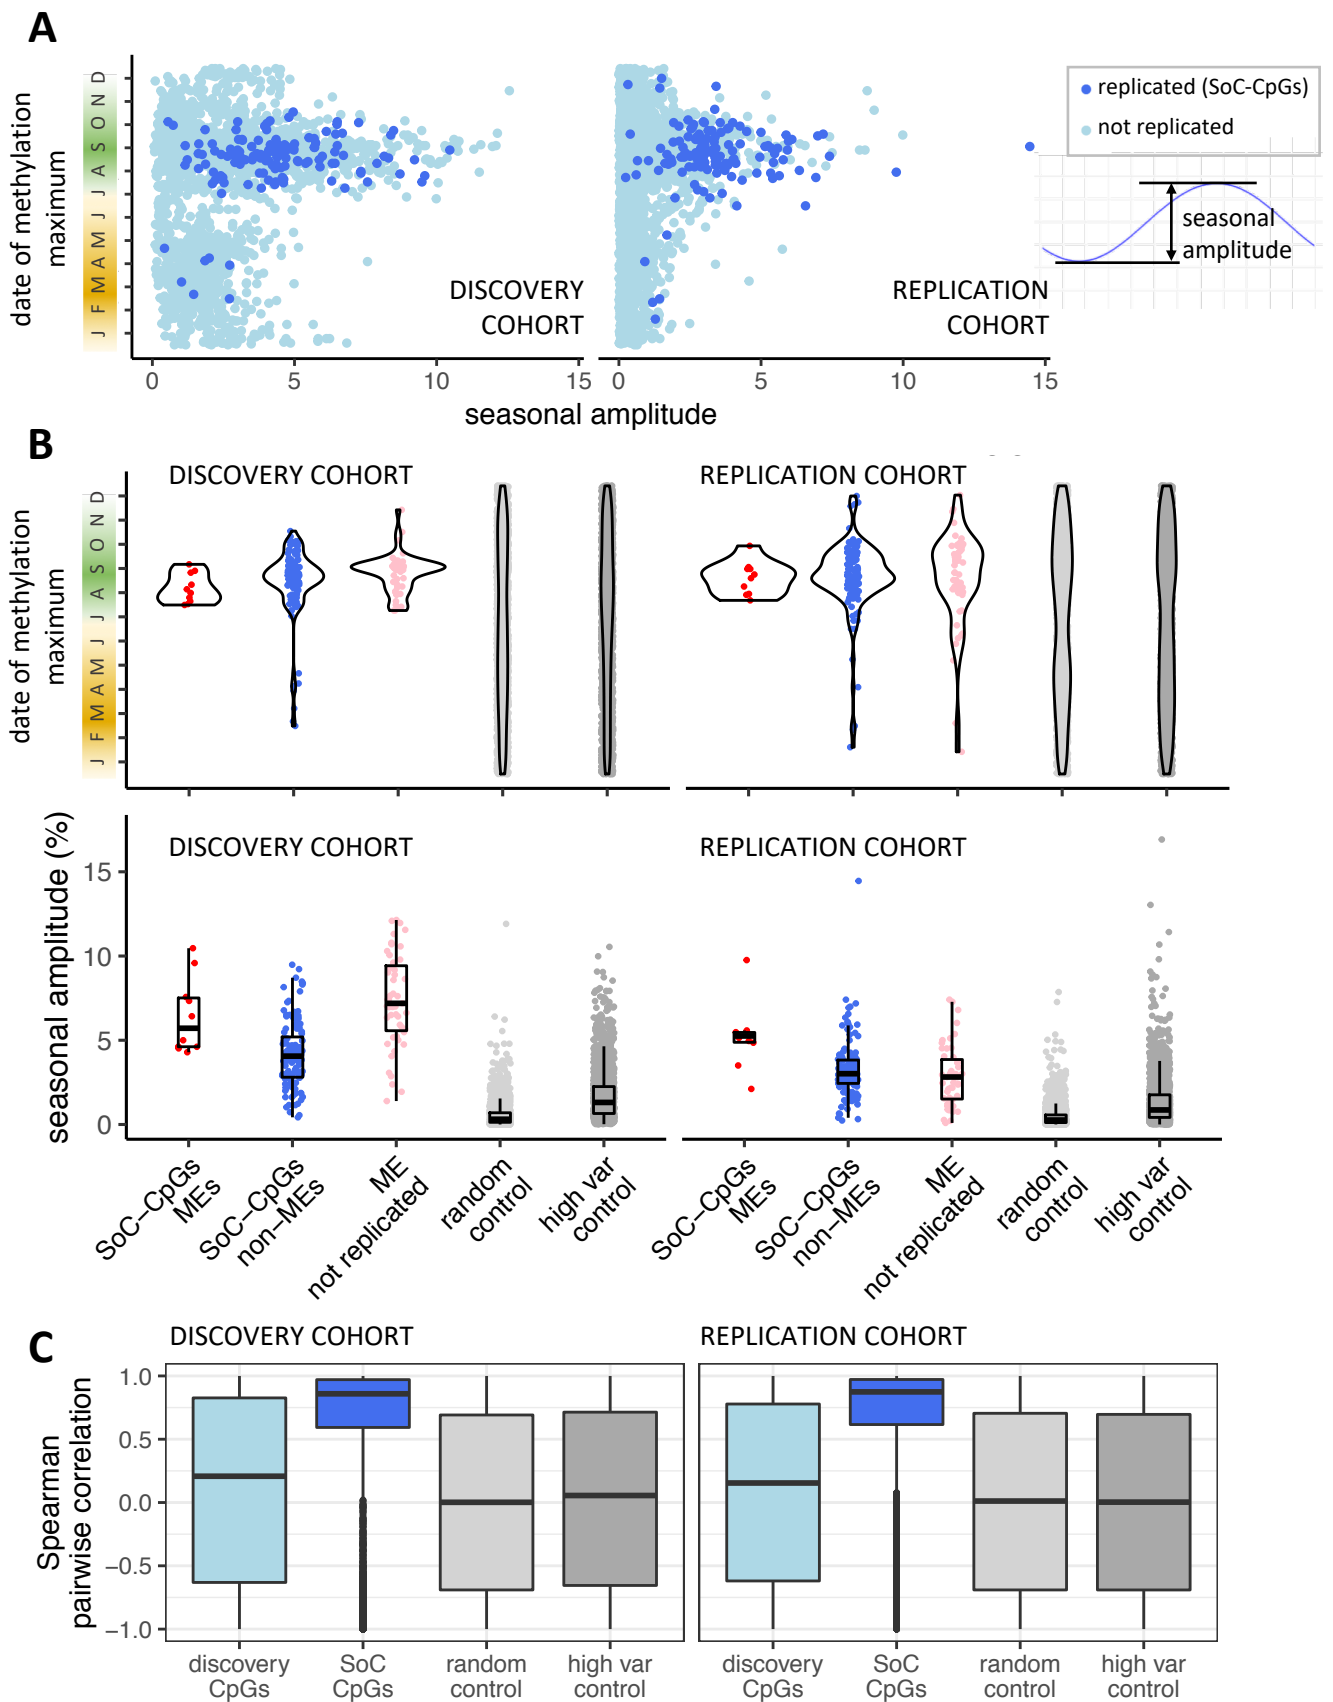 A
date of methylation
maximum
J F M A M J J A S O N D
DISCOVERY
COHORT
REPLICATION
COHORT
0 5 10 15
0 5 10 15
seasonal amplitude
replicated (SoC-CpGs)
not replicated
seasonal
amplitude
B
date of methylation
maximum
J F M A M J J A S O N D
DISCOVERY COHORT
REPLICATION COHORT
seasonal amplitude (%)
15
10
5
0
DISCOVERY COHORT
REPLICATION COHORT
SoC−CpGs
MEs
SoC−CpGs
non−MEs
ME
not replicated
random
control
high var
control
SoC−CpGs
MEs
SoC−CpGs
non−MEs
ME
not replicated
random
control
high var
control
C
DISCOVERY COHORT
REPLICATION COHORT
Spearman
pairwise correlation
1.0
0.5
0.0
−0.5
−1.0
discovery
CpGs
SoC
CpGs
random
control
high var
control
discovery
CpGs
SoC
CpGs
random
control
high var
control